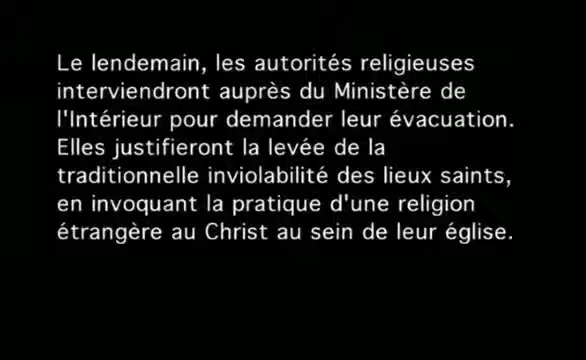 Le lendemain, les autorités religieuses
interviendront auprès du Ministère de
l'Intérieur pour demander leur évacuation.
Elles justifieront la levée de la
traditionnelle inviolabilité des lieux saints,
en invoquant la pratique d'une religion
étrangère au Christ au sein de leur église.